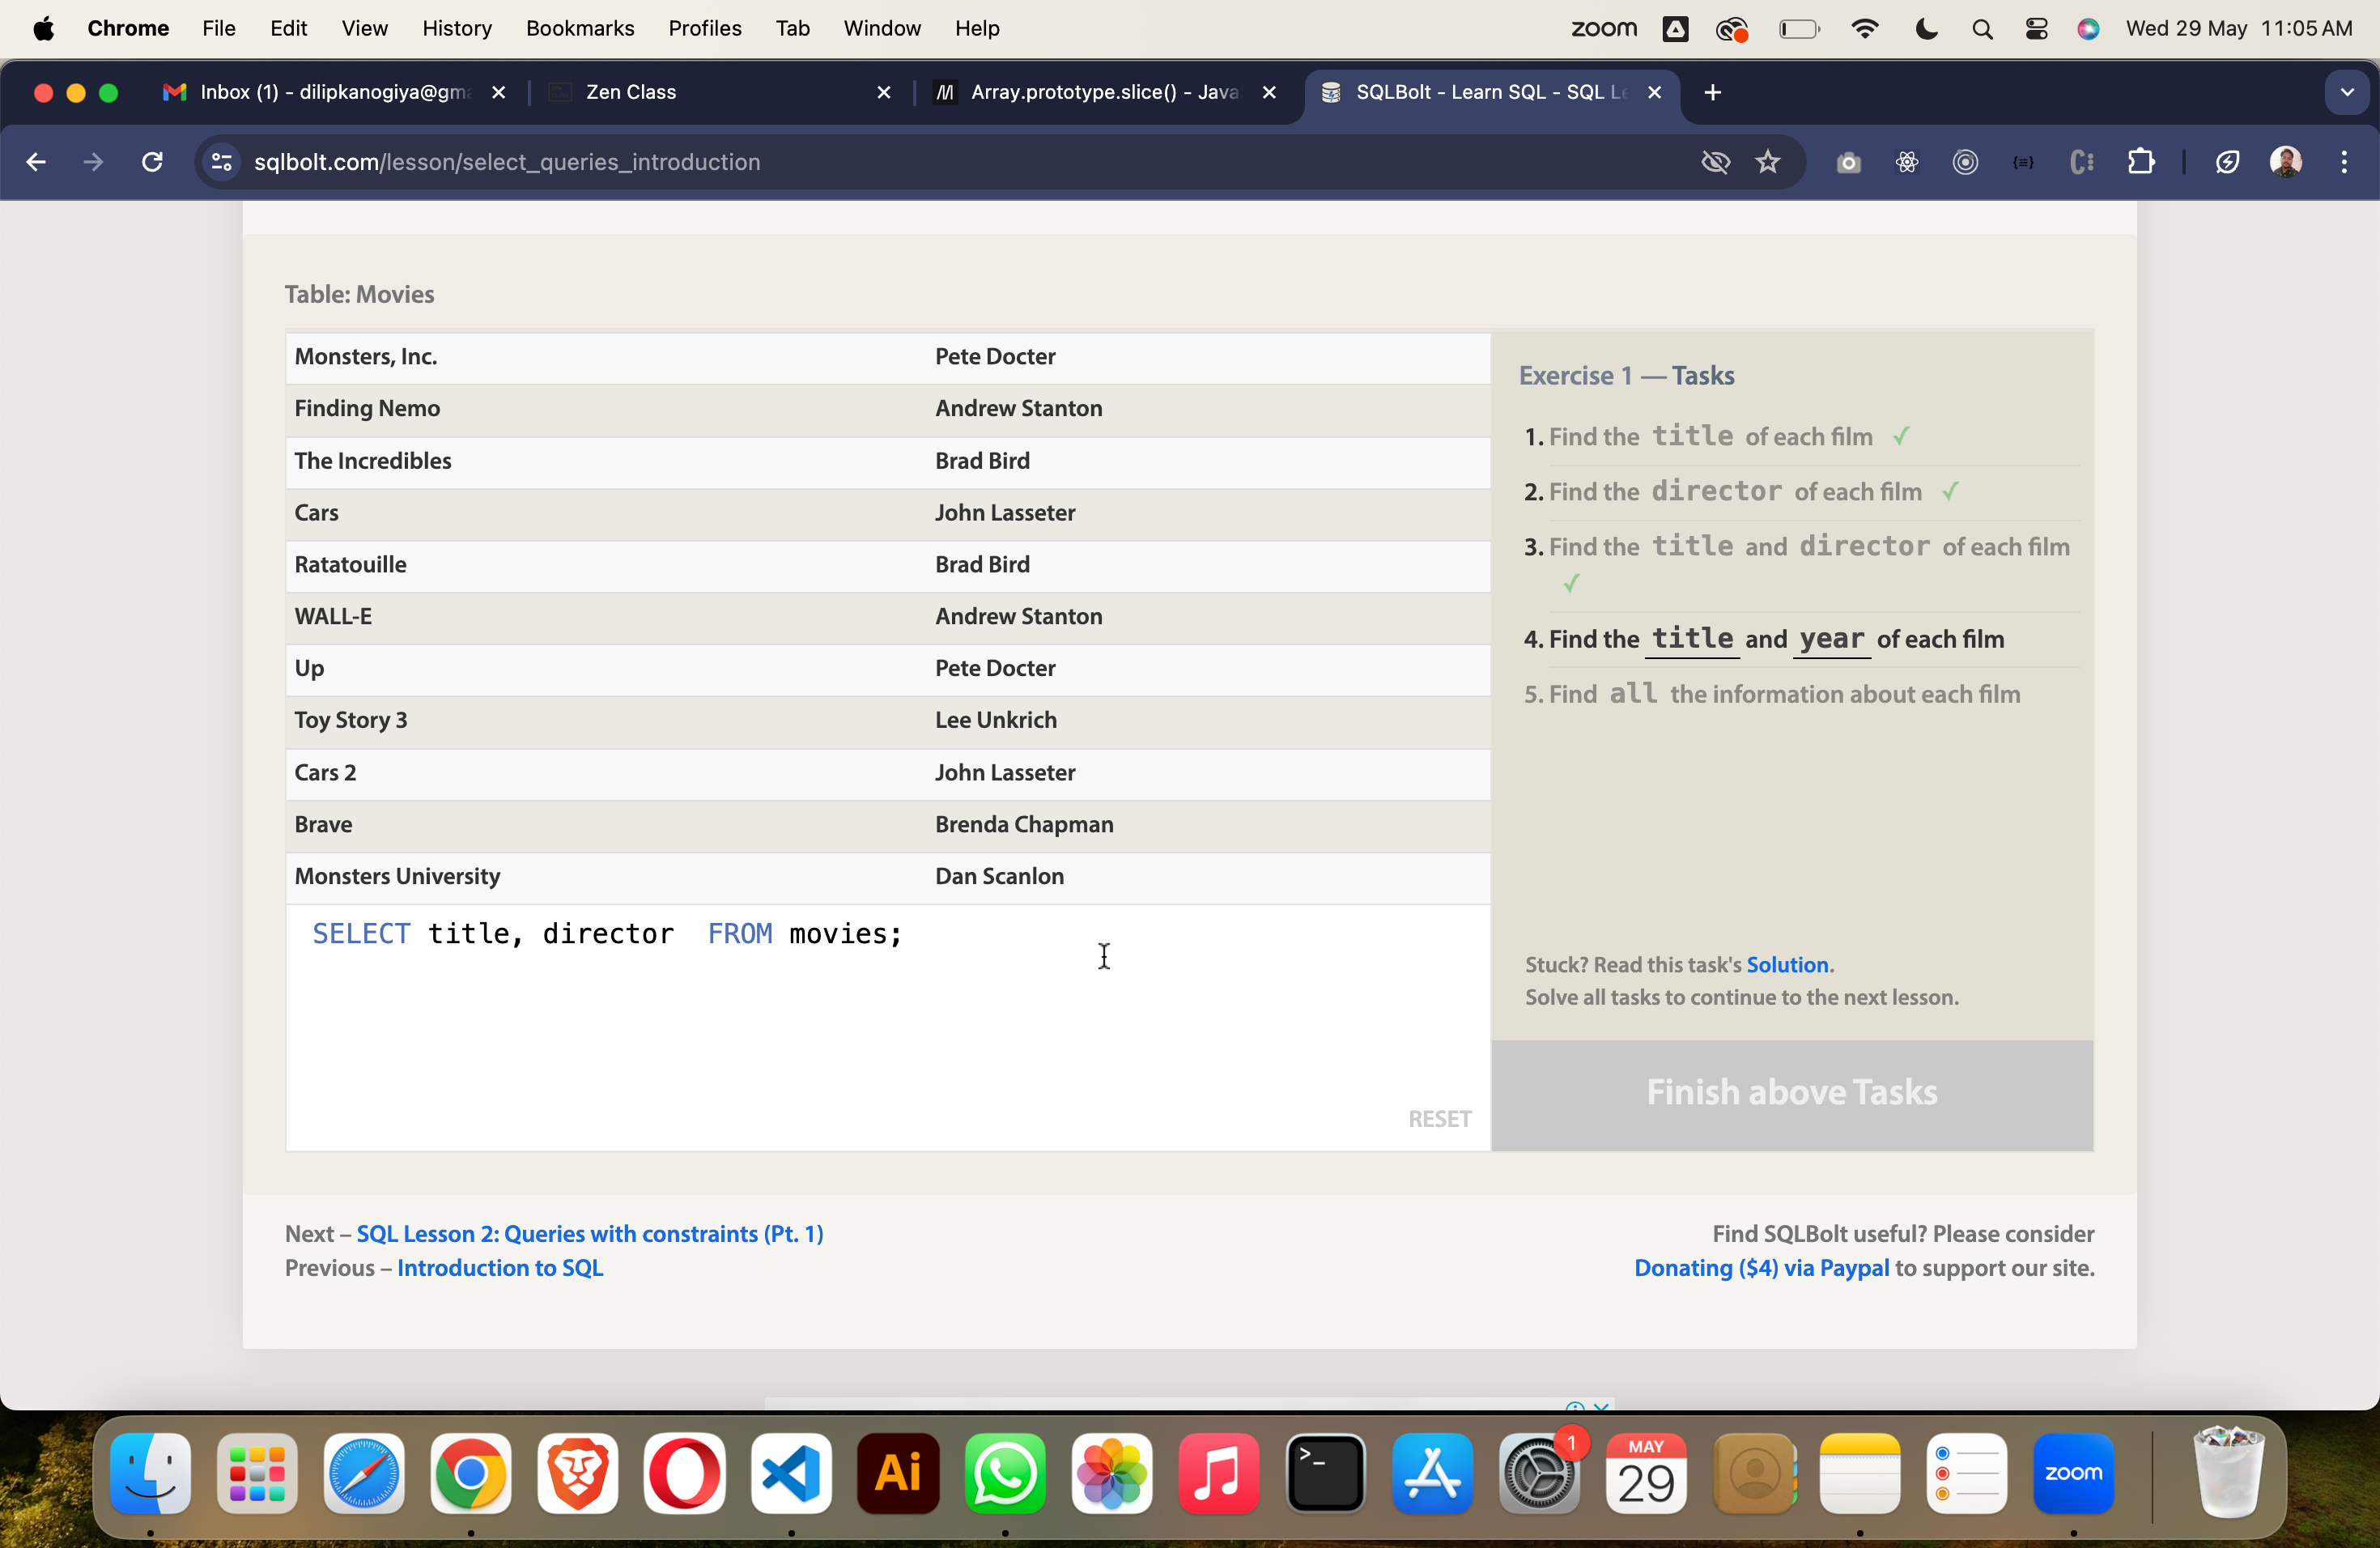 Chrome File Edit View History Bookmarks Profiles Tab Window Help zoom Wed 29 May 11:05 AM
Inbox (1) - dilipkanogiya@gma Zen Class Array.prototype.slice() - Java SQLBolt - Learn SQL - SQL Le
sqlbolt.com/lesson/select_queries_introduction
Table: Movies
Monsters, Inc. Pete Docter
Finding Nemo Andrew Stanton
The Incredibles Brad Bird
Cars John Lasseter
Ratatouille Brad Bird
WALL-E Andrew Stanton
Up Pete Docter
Toy Story 3 Lee Unkrich
Cars 2 John Lasseter
Brave Brenda Chapman
Monsters University Dan Scanlon
SELECT title, director FROM movies;
RESET
Exercise 1 — Tasks
1. Find the title of each film ✓
2. Find the director of each film ✓
3. Find the title and director of each film
✓
4. Find the title and year of each film
5. Find all the information about each film
Stuck? Read this task's Solution.
Solve all tasks to continue to the next lesson.
Finish above Tasks
Next – SQL Lesson 2: Queries with constraints (Pt. 1)
Previous – Introduction to SQL
Find SQLBolt useful? Please consider
Donating ($4) via Paypal to support our site.
Ai
>_
1
MAY
29
zoom